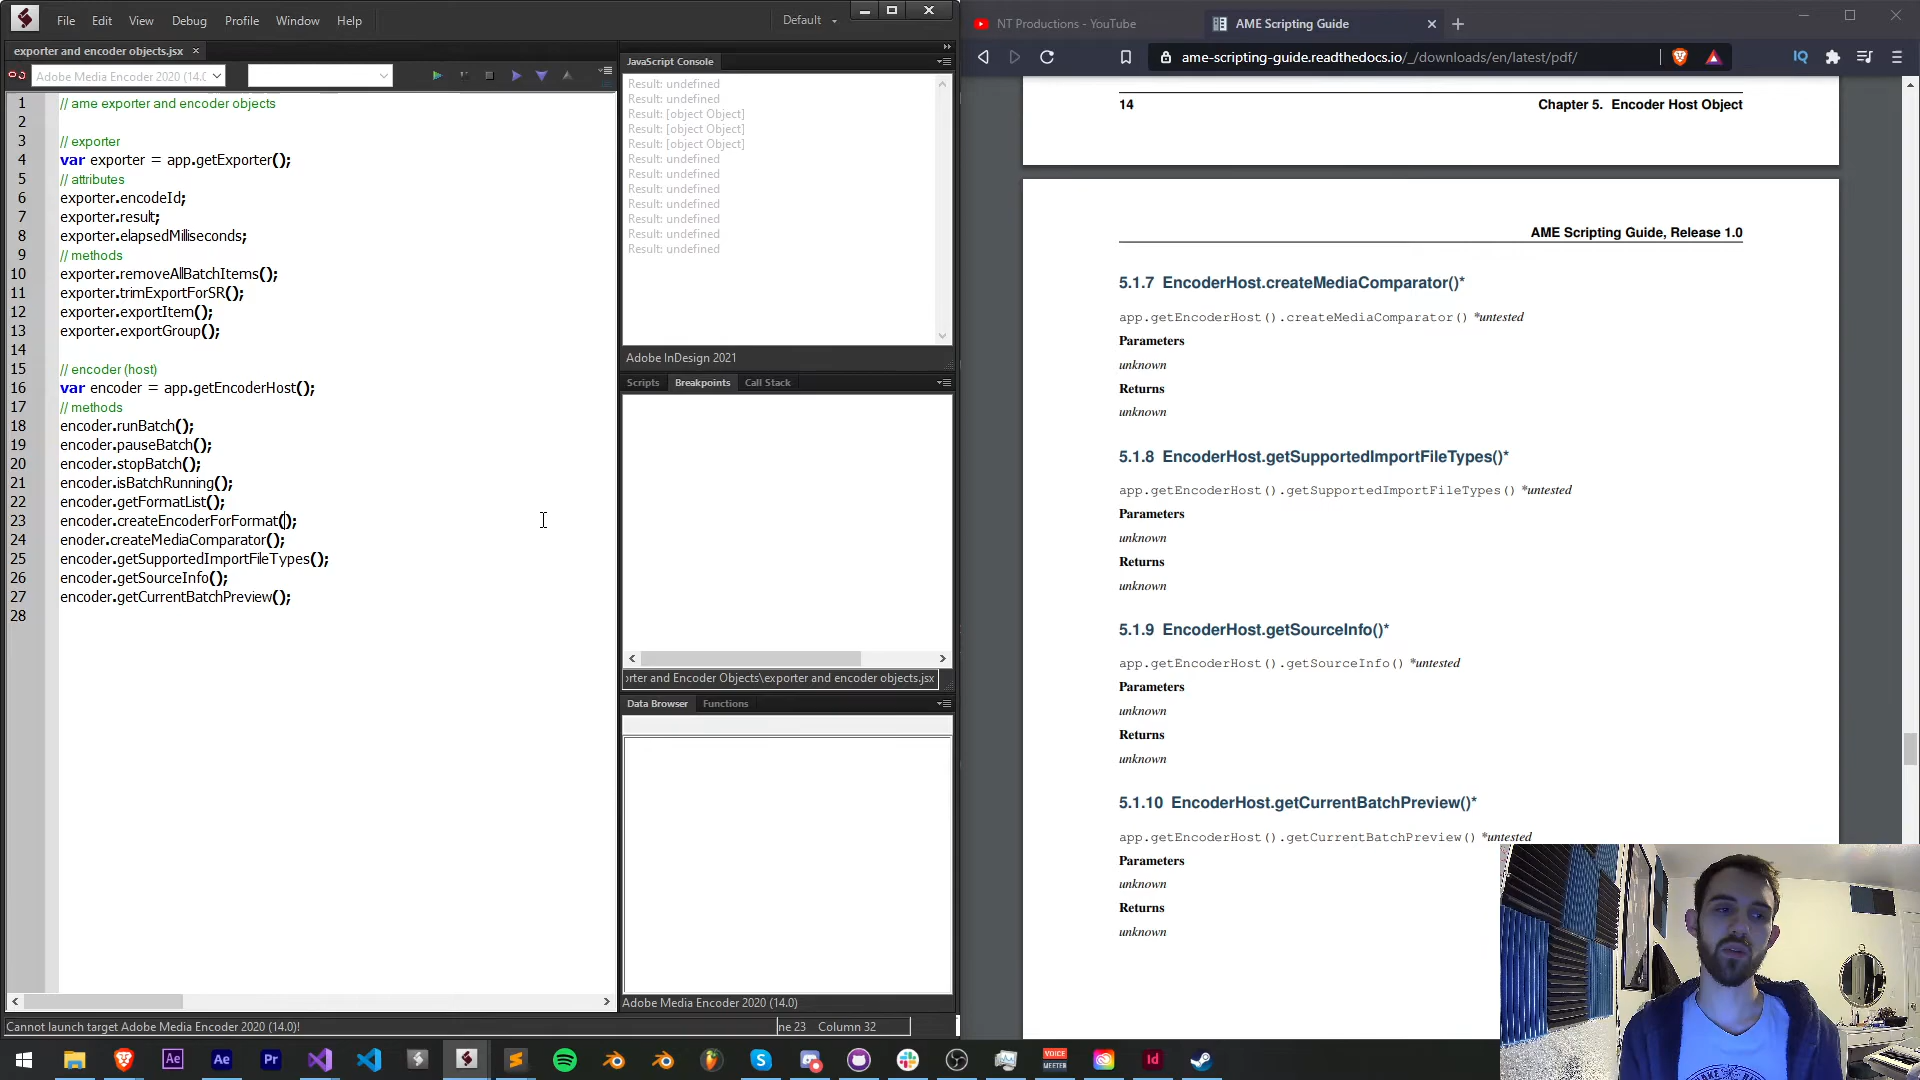 File Edit View Debug Profile Window Help
Default
exporter and encoder objects.jsx ×
Adobe Media Encoder 2020 (14.0
1 // ame exporter and encoder objects
2
3 // exporter
4 var exporter = app.getExporter();
5 // attributes
6 exporter.encodeId;
7 exporter.result;
8 exporter.elapsedMilliseconds;
9 // methods
10 exporter.removeAllBatchItems();
11 exporter.trimExportForSR();
12 exporter.exportItem();
13 exporter.exportGroup();
14
15 // encoder (host)
16 var encoder = app.getEncoderHost();
17 // methods
18 encoder.runBatch();
19 encoder.pauseBatch();
20 encoder.stopBatch();
21 encoder.isBatchRunning();
22 encoder.getFormatList();
23 encoder.createEncoderForFormat();
24 enoder.createMediaComparator();
25 encoder.getSupportedImportFileTypes();
26 encoder.getSourceInfo();
27 encoder.getCurrentBatchPreview();
28
Cannot launch target Adobe Media Encoder 2020 (14.0)!
ne 23 Column 32
JavaScript Console
Result: undefined
Result: undefined
Result: [object Object]
Result: [object Object]
Result: [object Object]
Result: undefined
Result: undefined
Result: undefined
Result: undefined
Result: undefined
Result: undefined
Result: undefined
Adobe InDesign 2021
Scripts Breakpoints Call Stack
orter and Encoder Objects\exporter and encoder objects.jsx
Data Browser Functions
Adobe Media Encoder 2020 (14.0)
NT Productions - YouTube
AME Scripting Guide
ame-scripting-guide.readthedocs.io/_/downloads/en/latest/pdf/
IQ
14 Chapter 5. Encoder Host Object
AME Scripting Guide, Release 1.0
5.1.7 EncoderHost.createMediaComparator()*
app.getEncoderHost().createMediaComparator() *untested
Parameters
unknown
Returns
unknown
5.1.8 EncoderHost.getSupportedImportFileTypes()*
app.getEncoderHost().getSupportedImportFileTypes() *untested
Parameters
unknown
Returns
unknown
5.1.9 EncoderHost.getSourceInfo()*
app.getEncoderHost().getSourceInfo() *untested
Parameters
unknown
Returns
unknown
5.1.10 EncoderHost.getCurrentBatchPreview()*
app.getEncoderHost().getCurrentBatchPreview() *untested
Parameters
unknown
Returns
unknown
Ae Ae Pr VOICE MEETER Id